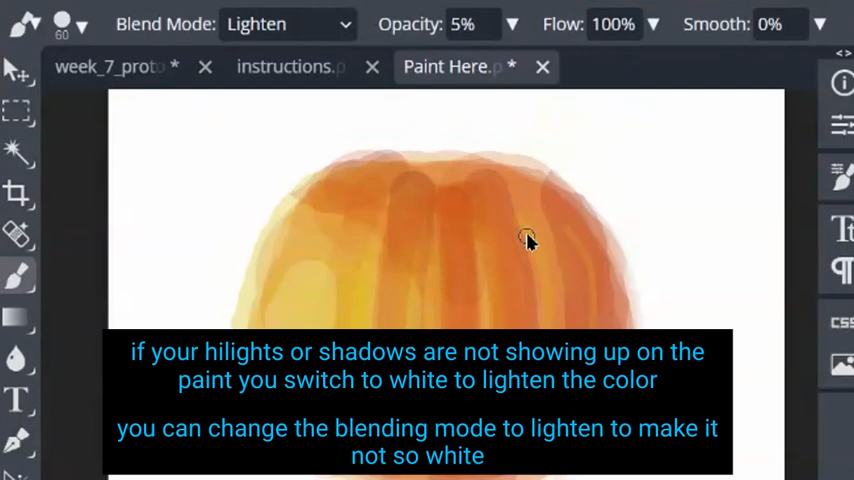 Blend Mode: Lighten Opacity: 5% Flow: 100% Smooth: 0%
60
week_7_proto * instructions.p Paint Here.p *
if your hilights or shadows are not showing up on the
paint you switch to white to lighten the color
you can change the blending mode to lighten to make it
not so white
CSS